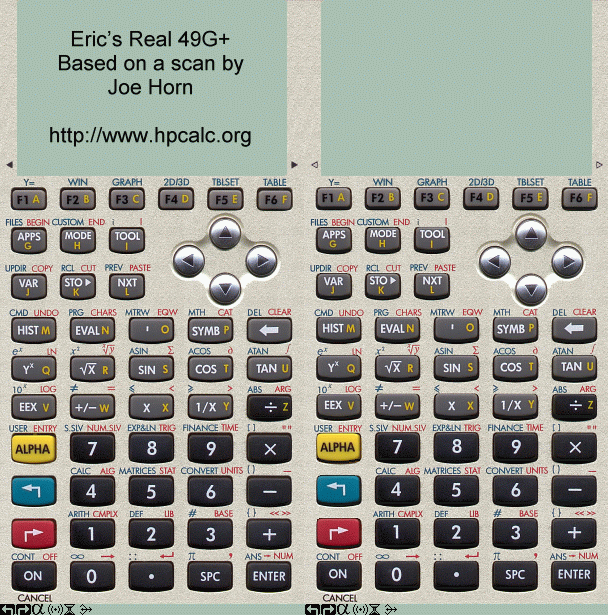 Eric's Real 49G+
Based on a scan by
Joe Horn
http://www.hpcalc.org
Y= WIN GRAPH 2D/3D TBLSET TABLE
F1 A F2 B F3 C F4 D F5 E F6 F
FILES BEGIN CUSTOM END i I
APPS MODE TOOL
G H I
UPDIR COPY RCL CUT PREV PASTE
VAR STO▶ NXT
J K L
CMD UNDO PRG CHARS MTRW EQW MTH CAT DEL CLEAR
HIST M EVAL N ' O SYMB P
eˣ LN x² ˣ√y ASIN Σ ACOS ∂ ATAN ∫
Yˣ Q √X R SIN S COS T TAN U
10ˣ LOG ≠ = ≤ < ≥ > ABS ARG
EEX V +/− W X X 1/X Y ÷ Z
USER ENTRY S.SLV NUM.SLV EXP&LN TRIG FINANCE TIME [ ] " "
ALPHA 7 8 9 ×
CALC ALG MATRICES STAT CONVERT UNITS ( ) _
4 5 6 −
ARITH CMPLX DEF LIB # BASE { } « »
1 2 3 +
CONT OFF ∞ → : : ↵ π , ANS → NUM
ON 0 . SPC ENTER
CANCEL
Y= WIN GRAPH 2D/3D TBLSET TABLE
F1 A F2 B F3 C F4 D F5 E F6 F
FILES BEGIN CUSTOM END i I
APPS MODE TOOL
G H I
UPDIR COPY RCL CUT PREV PASTE
VAR STO▶ NXT
J K L
CMD UNDO PRG CHARS MTRW EQW MTH CAT DEL CLEAR
HIST M EVAL N ' O SYMB P
eˣ LN x² ˣ√y ASIN Σ ACOS ∂ ATAN ∫
Yˣ Q √X R SIN S COS T TAN U
10ˣ LOG ≠ = ≤ < ≥ > ABS ARG
EEX V +/− W X X 1/X Y ÷ Z
USER ENTRY S.SLV NUM.SLV EXP&LN TRIG FINANCE TIME [ ] " "
ALPHA 7 8 9 ×
CALC ALG MATRICES STAT CONVERT UNITS ( ) _
4 5 6 −
ARITH CMPLX DEF LIB # BASE { } « »
1 2 3 +
CONT OFF ∞ → : : ↵ π , ANS → NUM
ON 0 . SPC ENTER
CANCEL